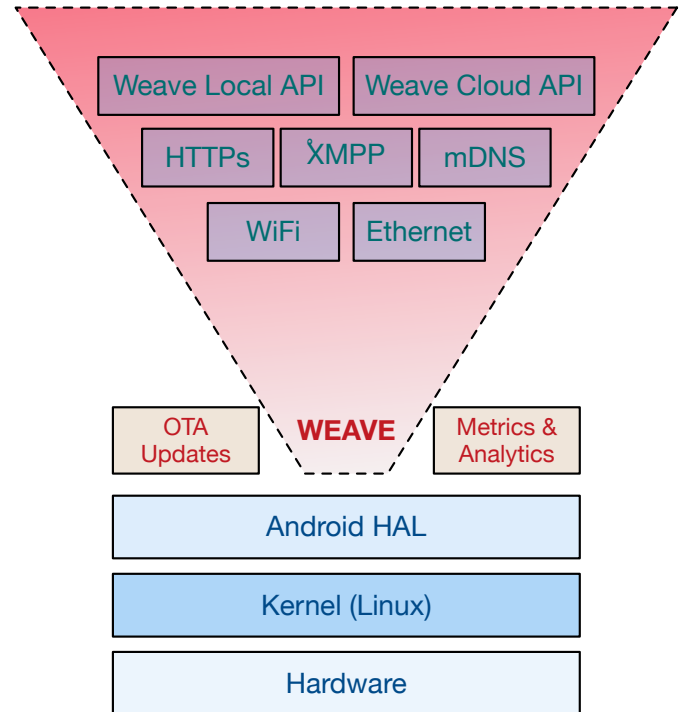 Weave Local API
Weave Cloud API
HTTPs
XMPP
mDNS
WiFi
Ethernet
OTA
Updates
WEAVE
Metrics &
Analytics
Android HAL
Kernel (Linux)
Hardware